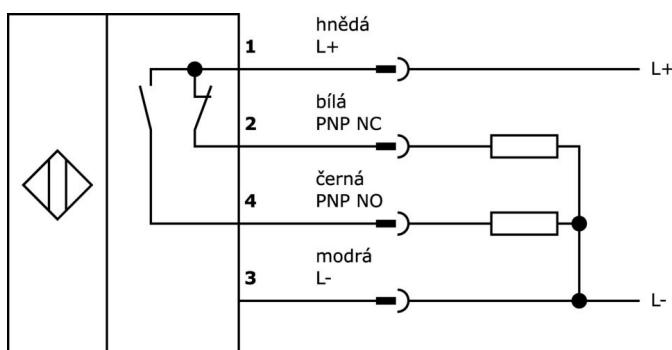 hnědá
1 L+
L+
bílá
2 PNP NC
černá
4 PNP NO
modrá
3 L-
L-